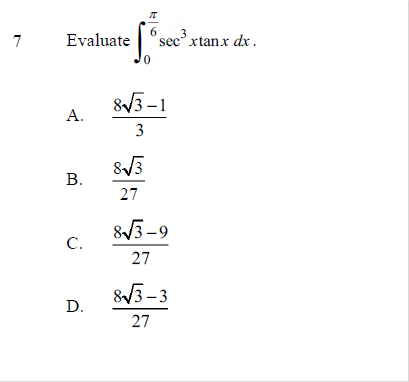 7 Evaluate ∫₀^(π/6) sec³ x tan x dx.
A. (8√3 − 1)/3
B. 8√3/27
C. (8√3 − 9)/27
D. (8√3 − 3)/27